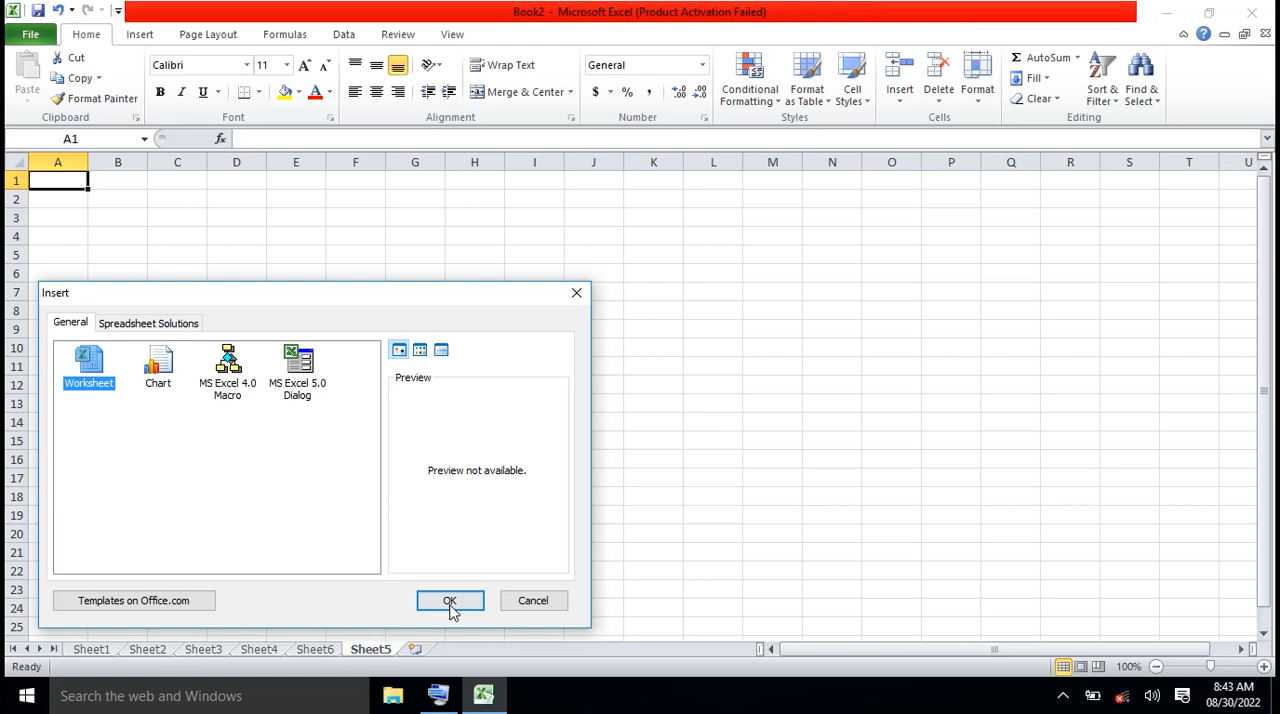 Book2 - Microsoft Excel (Product Activation Failed)
File Home Insert Page Layout Formulas Data Review View
Paste
Cut
Copy
Format Painter
Clipboard
Calibri 11
B I U
Font
Wrap Text
Merge & Center
Alignment
General
$ % ,
Number
Conditional Formatting
Format as Table
Cell Styles
Styles
Insert Delete Format
Cells
Σ AutoSum
Fill
Clear
Sort & Filter
Find & Select
Editing
A1 fx
A B C D E F G H I J K L M N O P Q R S T U
1
2
3
4
5
6
7
8
9
10
11
12
13
14
15
16
17
18
19
20
21
22
23
24
25
Insert
General Spreadsheet Solutions
Worksheet
Chart
MS Excel 4.0 Macro
MS Excel 5.0 Dialog
Preview
Preview not available.
Templates on Office.com OK Cancel
Sheet1 Sheet2 Sheet3 Sheet4 Sheet6 Sheet5
Ready 100%
Search the web and Windows
8:43 AM
08/30/2022